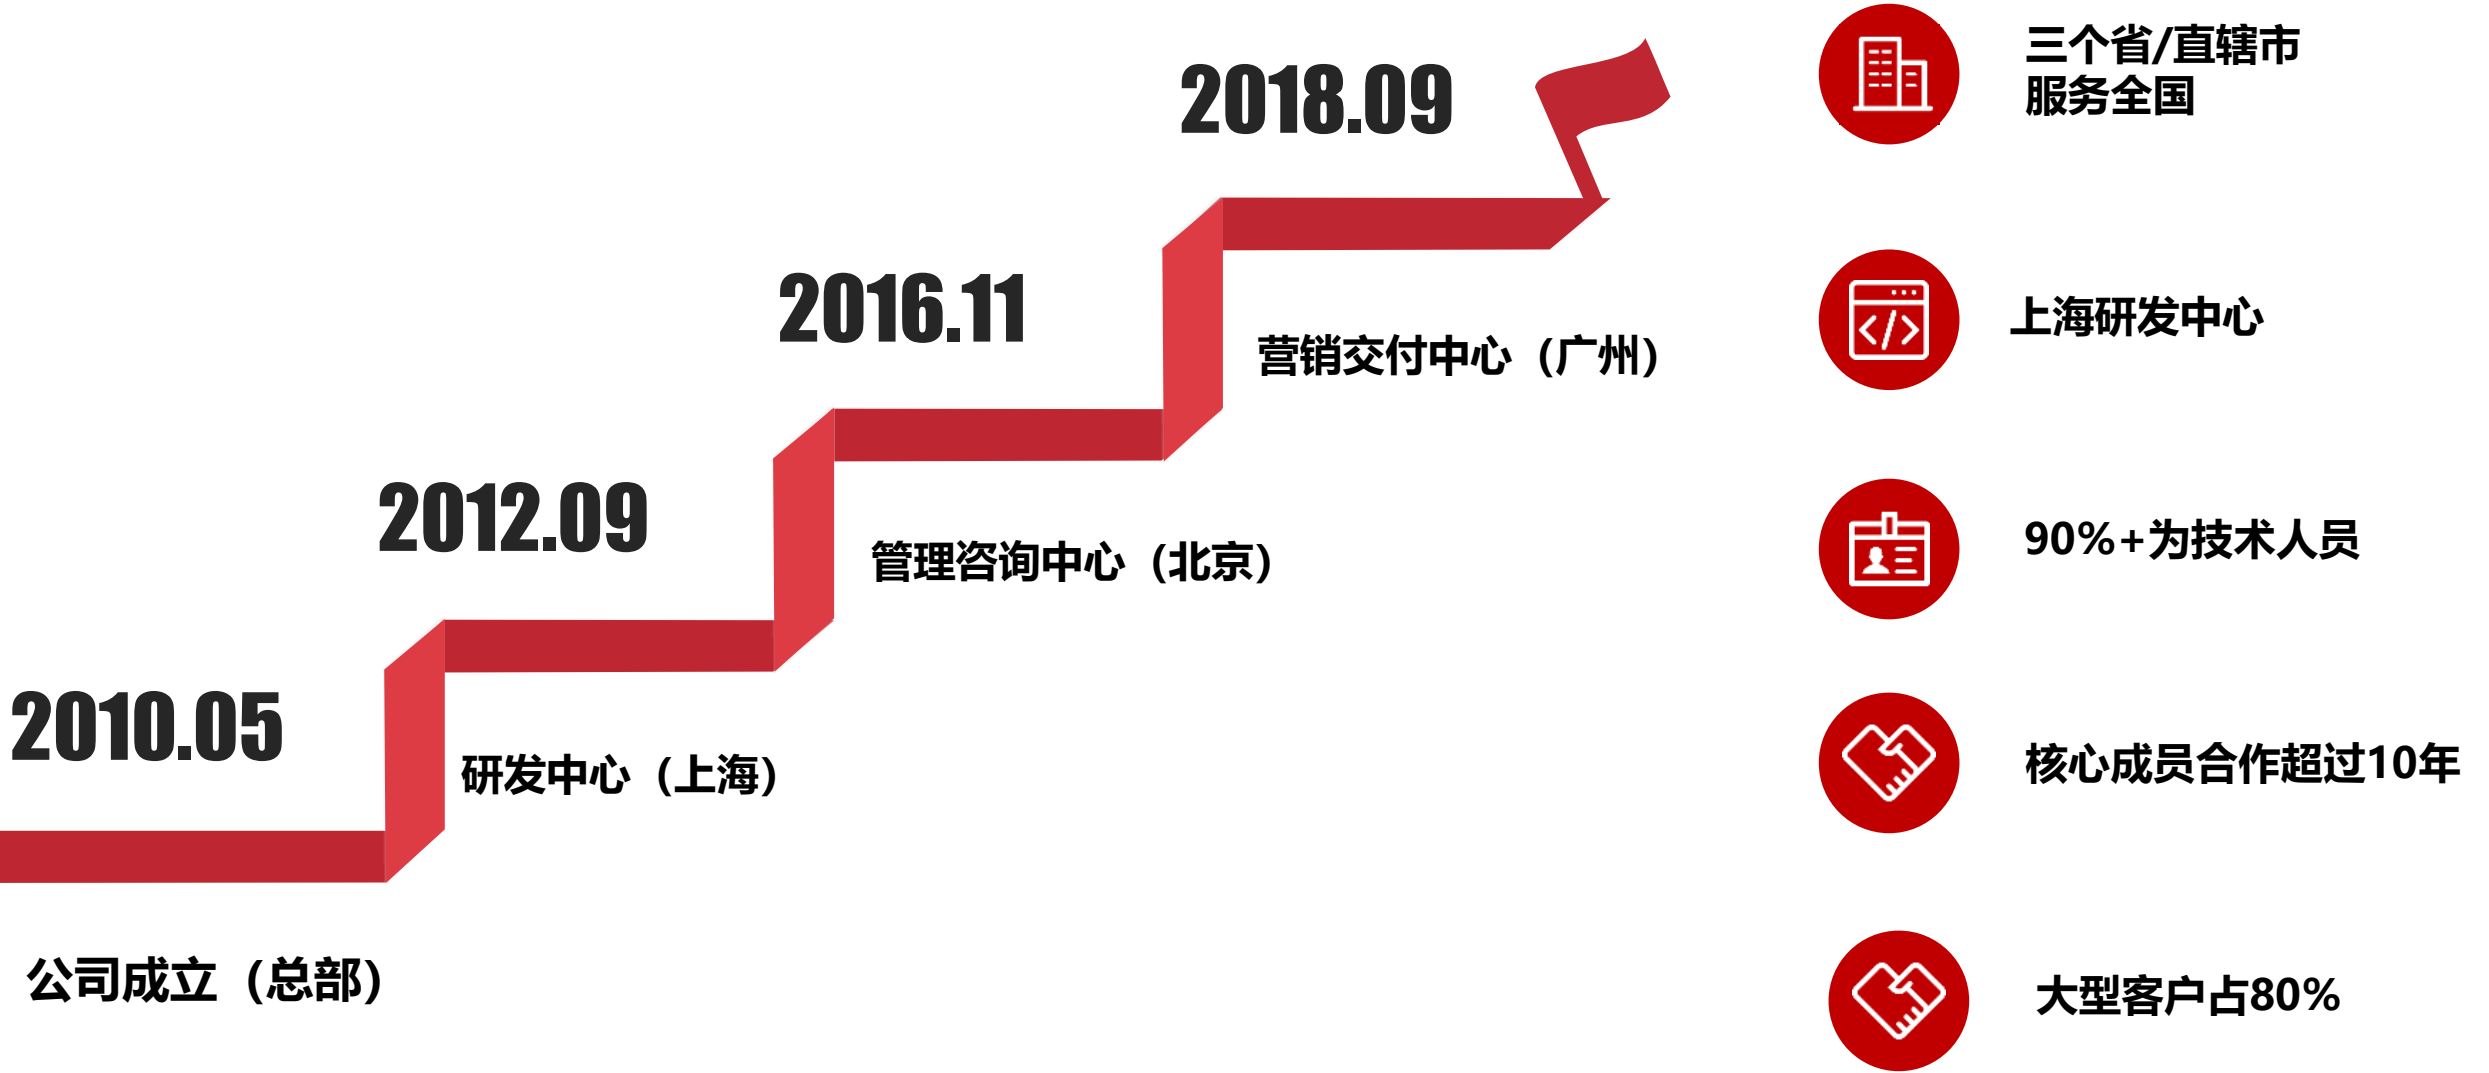 2018.09
2016.11
营销交付中心（广州）
2012.09
管理咨询中心（北京）
2010.05
研发中心（上海）
公司成立（总部）
三个省/直辖市
服务全国
上海研发中心
90%+为技术人员
核心成员合作超过10年
大型客户占80%